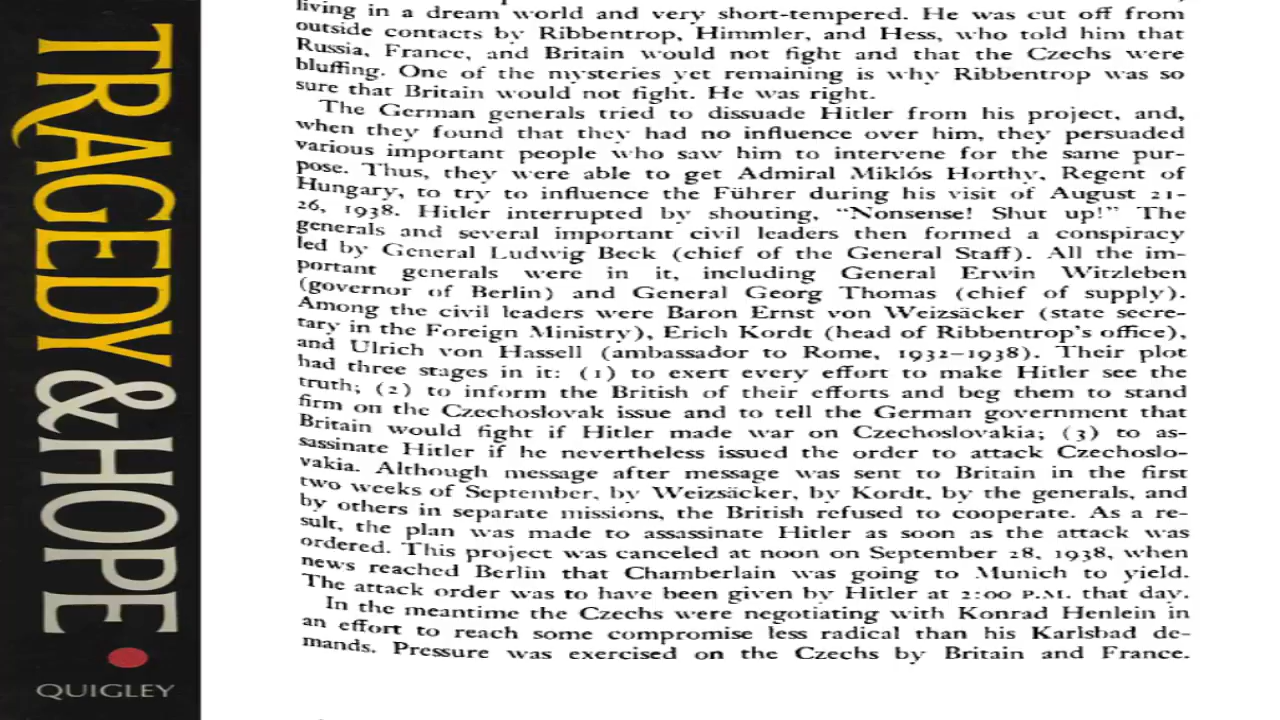 TRAGEDY & HOPE
QUIGLEY
living in a dream world and very short-tempered. He was cut off from
outside contacts by Ribbentrop, Himmler, and Hess, who told him that
Russia, France, and Britain would not fight and that the Czechs were
bluffing. One of the mysteries yet remaining is why Ribbentrop was so
sure that Britain would not fight. He was right.
The German generals tried to dissuade Hitler from his project, and,
when they found that they had no influence over him, they persuaded
various important people who saw him to intervene for the same pur-
pose. Thus, they were able to get Admiral Miklós Horthy, Regent of
Hungary, to try to influence the Führer during his visit of August 21-
26, 1938. Hitler interrupted by shouting, “Nonsense! Shut up!” The
generals and several important civil leaders then formed a conspiracy
led by General Ludwig Beck (chief of the General Staff). All the im-
portant generals were in it, including General Erwin Witzleben
(governor of Berlin) and General Georg Thomas (chief of supply).
Among the civil leaders were Baron Ernst von Weizsäcker (state secre-
tary in the Foreign Ministry), Erich Kordt (head of Ribbentrop's office),
and Ulrich von Hassell (ambassador to Rome, 1932–1938). Their plot
had three stages in it: (1) to exert every effort to make Hitler see the
truth; (2) to inform the British of their efforts and beg them to stand
firm on the Czechoslovak issue and to tell the German government that
Britain would fight if Hitler made war on Czechoslovakia; (3) to as-
sassinate Hitler if he nevertheless issued the order to attack Czechoslo-
vakia. Although message after message was sent to Britain in the first
two weeks of September, by Weizsäcker, by Kordt, by the generals, and
by others in separate missions, the British refused to cooperate. As a re-
sult, the plan was made to assassinate Hitler as soon as the attack was
ordered. This project was canceled at noon on September 28, 1938, when
news reached Berlin that Chamberlain was going to Munich to yield.
The attack order was to have been given by Hitler at 2:00 P.M. that day.
In the meantime the Czechs were negotiating with Konrad Henlein in
an effort to reach some compromise less radical than his Karlsbad de-
mands. Pressure was exercised on the Czechs by Britain and France.